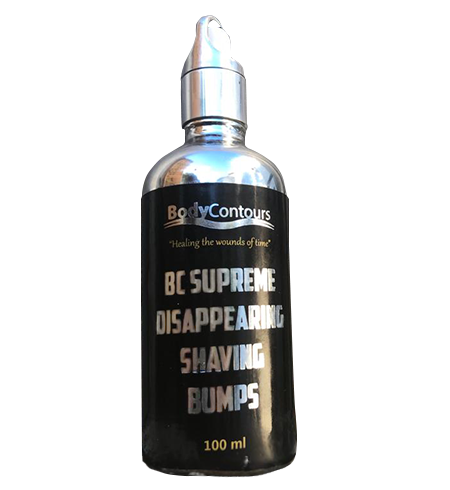 BodyContours
"Healing the wounds of time"
BC SUPREME
DISAPPEARING
SHAVING
BUMPS
100 ml